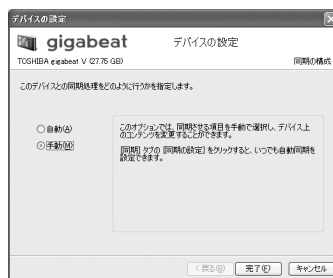 デバイスの設定
gigabeat デバイスの設定
TOSHIBA gigabeat V (27.75 GB) 同期の構成
このデバイスとの同期処理をどのように行うかを指定します。
自動(A)
手動(M)
このオプションでは、同期させる項目を手動で選択し、デバイス上
のコンテンツを変更することができます。
[同期] タブの [同期の設定] をクリックすると、いつでも自動同期を
設定できます。
< 戻る(B) 完了(F) キャンセル